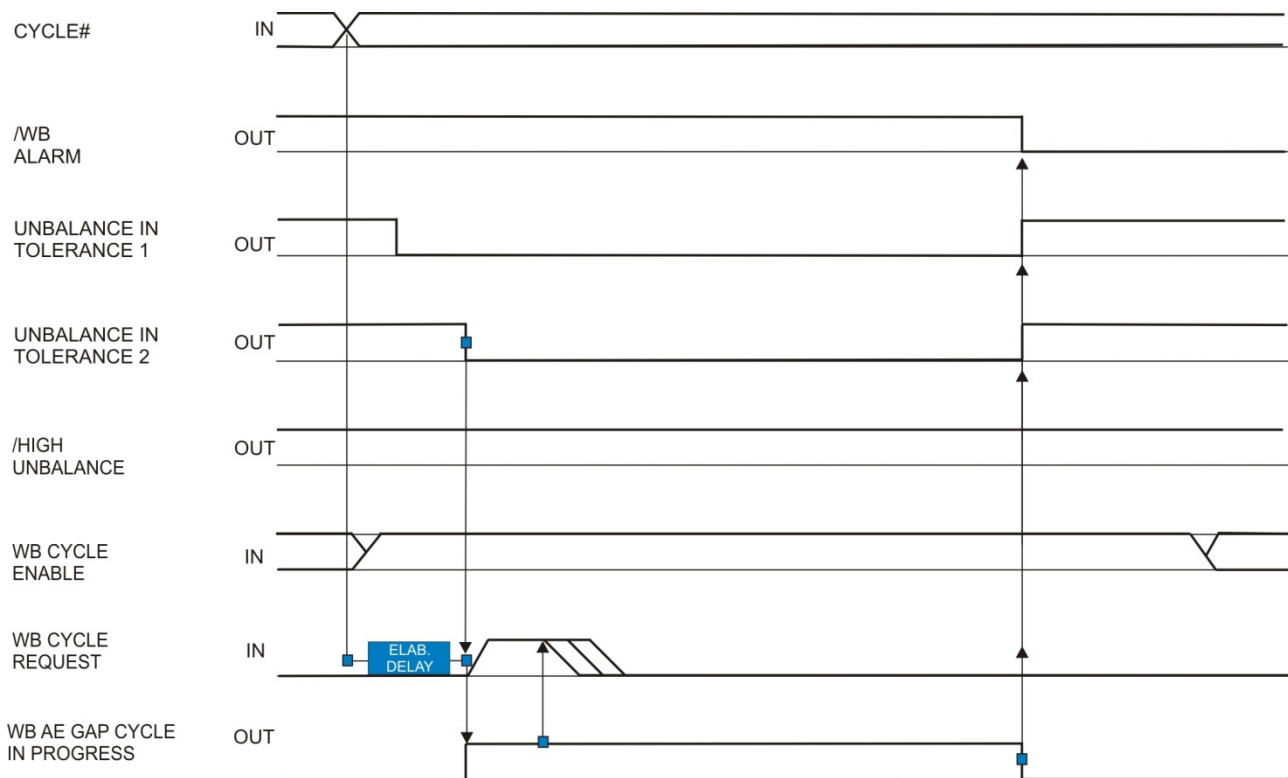 CYCLE# IN
/WB
ALARM
OUT
UNBALANCE IN
TOLERANCE 1
OUT
UNBALANCE IN
TOLERANCE 2
OUT
/HIGH
UNBALANCE
OUT
WB CYCLE
ENABLE
IN
WB CYCLE
REQUEST
IN
ELAB.
DELAY
WB AE GAP CYCLE
IN PROGRESS
OUT